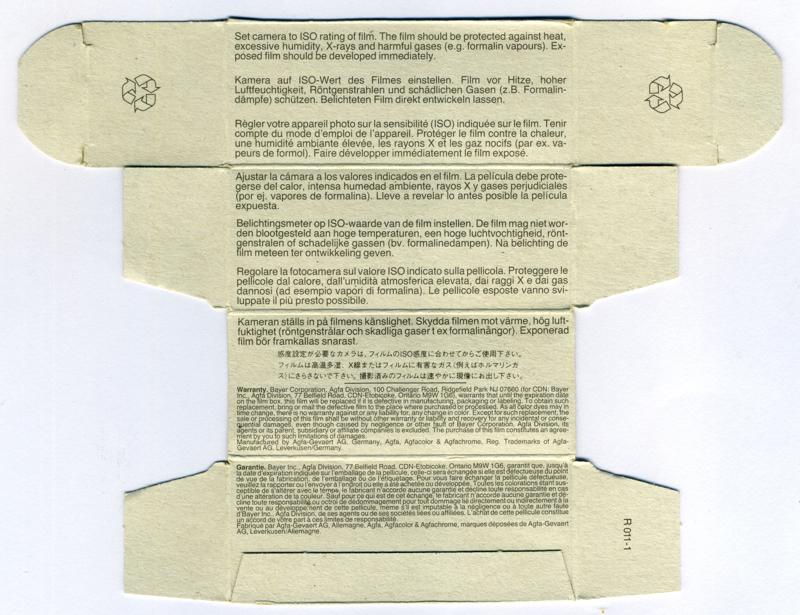 Set camera to ISO rating of film. The film should be protected against heat,
excessive humidity, X-rays and harmful gases (e.g. formalin vapours). Ex-
posed film should be developed immediately.
Kamera auf ISO-Wert des Filmes einstellen. Film vor Hitze, hoher
Luftfeuchtigkeit, Röntgenstrahlen und schädlichen Gasen (z.B. Formalin-
dämpfe) schützen. Belichteten Film direkt entwickeln lassen.
Règler votre appareil photo sur la sensibilité (ISO) indiquée sur le film. Tenir
compte du mode d'emploi de l'appareil. Protéger le film contre la chaleur,
une humidité ambiante élevée, les rayons X et les gaz nocifs (par ex. va-
peurs de formol). Faire développer immédiatement le film exposé.
Ajustar la cámara a los valores indicados en el film. La película debe prote-
gerse del calor, intensa humedad ambiente, rayos X y gases perjudiciales
(por ej. vapores de formalina). Lleve a revelar lo antes posible la película
expuesta.
Belichtingsmeter op ISO-waarde van de film instellen. De film mag niet wor-
den blootgesteld aan hoge temperaturen, een hoge luchtvochtigheid, rönt-
genstralen of schadelijke gassen (bv. formalinedampen). Na belichting de
film meteen ter ontwikkeling geven.
Regolare la fotocamera sul valore ISO indicato sulla pellicola. Proteggere le
pellicole dal calore, dall'umidità atmosferica elevata, dai raggi X e dai gas
dannosi (ad esempio vapori di formalina). Le pellicole esposte vanno svi-
luppate il più presto possibile.
Kameran ställs in på filmens känslighet. Skydda filmen mot värme, hög luft-
fuktighet (röntgenstrålar och skadliga gaser t ex formalinångor). Exponerad
film bör framkallas snarast.
感度設定が必要なカメラは、フィルムのISO感度に合わせてからご使用下さい。
フィルムは高温多湿、X線またはフィルムに有害なガス(例えばホルマリンガ
ス)にさらさないで下さい。撮影済みのフィルムは速やかに現像にお出し下さい。
Warranty. Bayer Corporation, Agfa Division, 100 Challenger Road, Ridgefield Park NJ 07660 (for CDN: Bayer
Inc., Agfa Division, 77 Belfield Road, CDN-Etobicoke, Ontario M9W 1G6), warrants that until the expiration date
on the film box, this film will be replaced if it is defective in manufacturing, packaging or labeling. To obtain such
replacement, bring or mail the defective film to the place where purchased or processed. As all color dyes may in
time change, there is no warranty against or any liability for, any change in color. Except for such replacement, the
sale or processing of this film shall be without other warranty or liability and recovery for any incidental or conse-
quential damages, even though caused by negligence or other fault of Bayer Corporation, Agfa Division, its
agents or its parent, subsidiary or affiliate companies is excluded. The purchase of this film constitutes an agree-
ment by you to such limitations of damages.
Manufactured by Agfa-Gevaert AG. Germany, Agfa, Agfacolor & Agfachrome, Reg. Trademarks of Agfa-
Gevaert AG. Leverkusen/Germany.
Garantie. Bayer Inc., Agfa Division, 77 Belfield Road, CDN-Etobicoke, Ontario M9W 1G6, garantit que, jusqu'à
la date d'expiration indiquée sur l'emballage de la pellicule, celle-ci sera échangée si elle est défectueuse du point
de vue de la fabrication, de l'emballage ou de l'étiquetage. Pour vous faire échanger la pellicule défectueuse,
veuillez la rapporter ou l'envoyer à l'endroit où elle a été achetée ou développée, Toutes les colorations étant sus-
ceptible de s'altérer avec le temps, le fabricant n'accorde aucune garantie et décline toute responsabilité en cas
d'une altération de la couleur. Sauf pour ce qui est de cet échange, le fabricant n'accorde aucune garantie et dé-
cline toute responsabilité ou octroi de dédommagement pour tout dommage lié directement ou indirectement à la
vente ou au développement de cette pellicule, même s'il est imputable à la négligence ou à toute autre faute
d'Bayer Inc., Agfa Division, de ses agents ou de ses sociétés liées ou affiliées. L'achat de cette pellicule constitue
un accord de votre part à ces limites de responsabilité.
Fabriqué par Agfa-Gevaert AG, Allemagne, Agfa, Agfacolor & Agfachrome, marques déposées de Agfa-Gevaert
AG, Leverkusen/Allemagne.
R 011-1